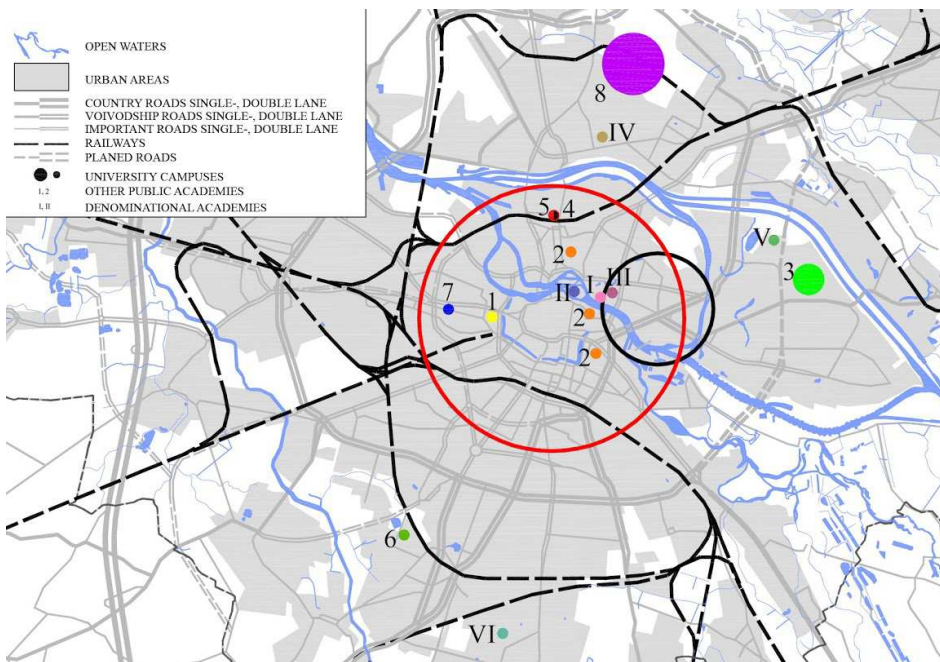 OPEN WATERS
URBAN AREAS
COUNTRY ROADS SINGLE-, DOUBLE LANE
VOIVODSHIP ROADS SINGLE-, DOUBLE LANE
IMPORTANT ROADS SINGLE-, DOUBLE LANE
RAILWAYS
PLANED ROADS
UNIVERSITY CAMPUSES
1, 2 OTHER PUBLIC ACADEMIES
I, II DENOMINATIONAL ACADEMIES
8
IV
5 4
V
2
3
II I III
7 1
2
2
6
VI